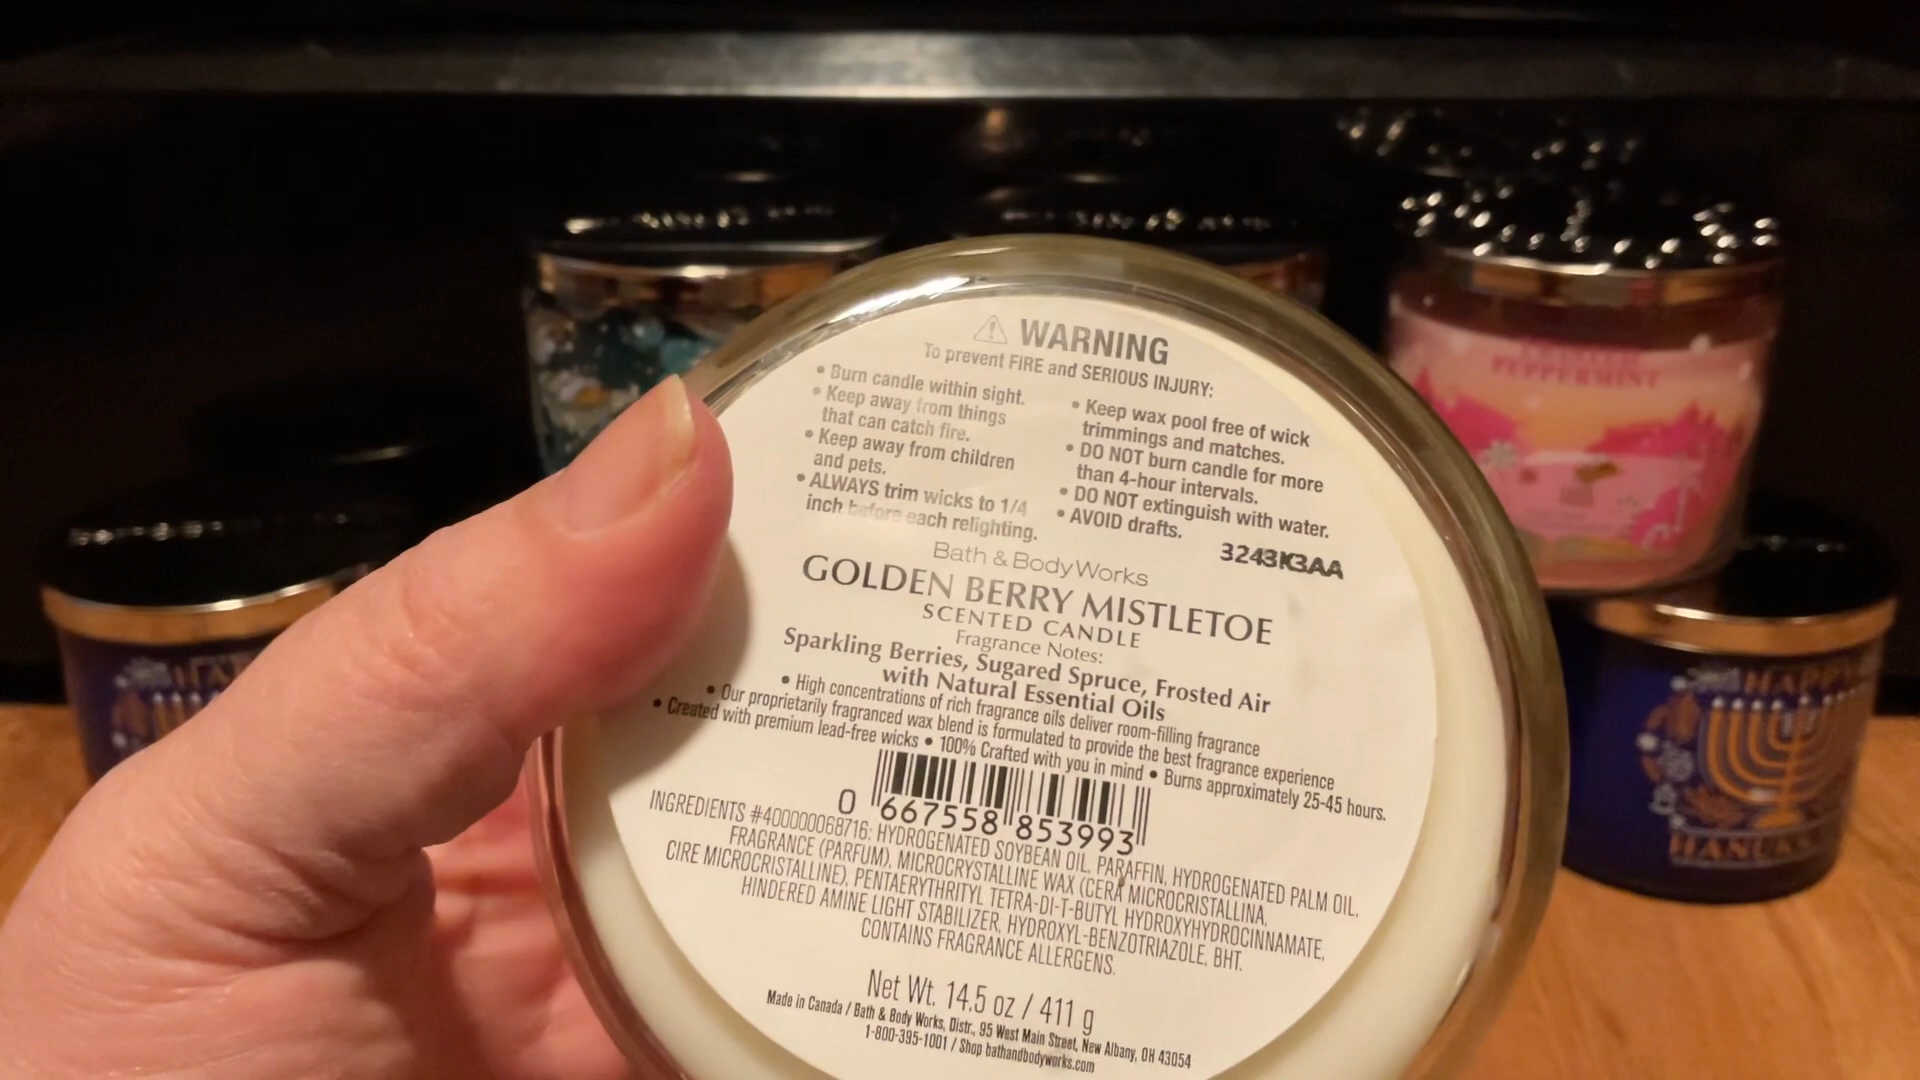 ⚠ WARNING
To prevent FIRE and SERIOUS INJURY:
• Burn candle within sight.
• Keep away from things
that can catch fire.
• Keep away from children
and pets.
• ALWAYS trim wicks to 1/4
inch before each relighting.
• Keep wax pool free of wick
trimmings and matches.
• DO NOT burn candle for more
than 4-hour intervals.
• DO NOT extinguish with water.
• AVOID drafts.
3243K3AA
Bath & Body Works
GOLDEN BERRY MISTLETOE
SCENTED CANDLE
Fragrance Notes:
Sparkling Berries, Sugared Spruce, Frosted Air
with Natural Essential Oils
• High concentrations of rich fragrance oils deliver room-filling fragrance
• Our proprietarily fragranced wax blend is formulated to provide the best fragrance experience
• Created with premium lead-free wicks • 100% Crafted with you in mind • Burns approximately 25-45 hours.
0 667558 853993
INGREDIENTS #400000068716: HYDROGENATED SOYBEAN OIL, PARAFFIN, HYDROGENATED PALM OIL,
FRAGRANCE (PARFUM), MICROCRYSTALLINE WAX (CERA MICROCRISTALLINA,
CIRE MICROCRISTALLINE), PENTAERYTHRITYL TETRA-DI-T-BUTYL HYDROXYHYDROCINNAMATE,
HINDERED AMINE LIGHT STABILIZER, HYDROXYL-BENZOTRIAZOLE, BHT.
CONTAINS FRAGRANCE ALLERGENS.
Net Wt. 14.5 oz / 411 g
Made in Canada / Bath & Body Works, Distr., 95 West Main Street, New Albany, OH 43054
1-800-395-1001 / Shop bathandbodyworks.com
PEPPERMINT
HAPPY
HANUKK